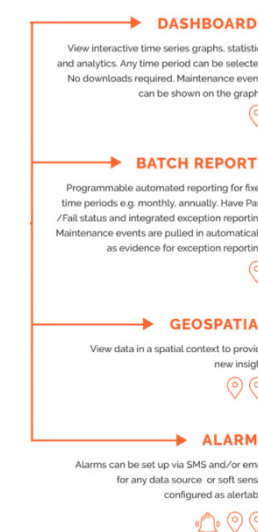 DASHBOARD
View interactive time series graphs, statisti
and analytics. Any time period can be selecte
No downloads required. Maintenance even
can be shown on the graph
BATCH REPORT
Programmable automated reporting for fixe
time periods e.g. monthly, annually. Have Pa
/Fail status and integrated exception reportin
Maintenance events are pulled in automatical
as evidence for exception reportin
GEOSPATIA
View data in a spatial context to provid
new insigh
ALARM
Alarms can be set up via SMS and/or ema
for any data source or soft sens
configured as alertab